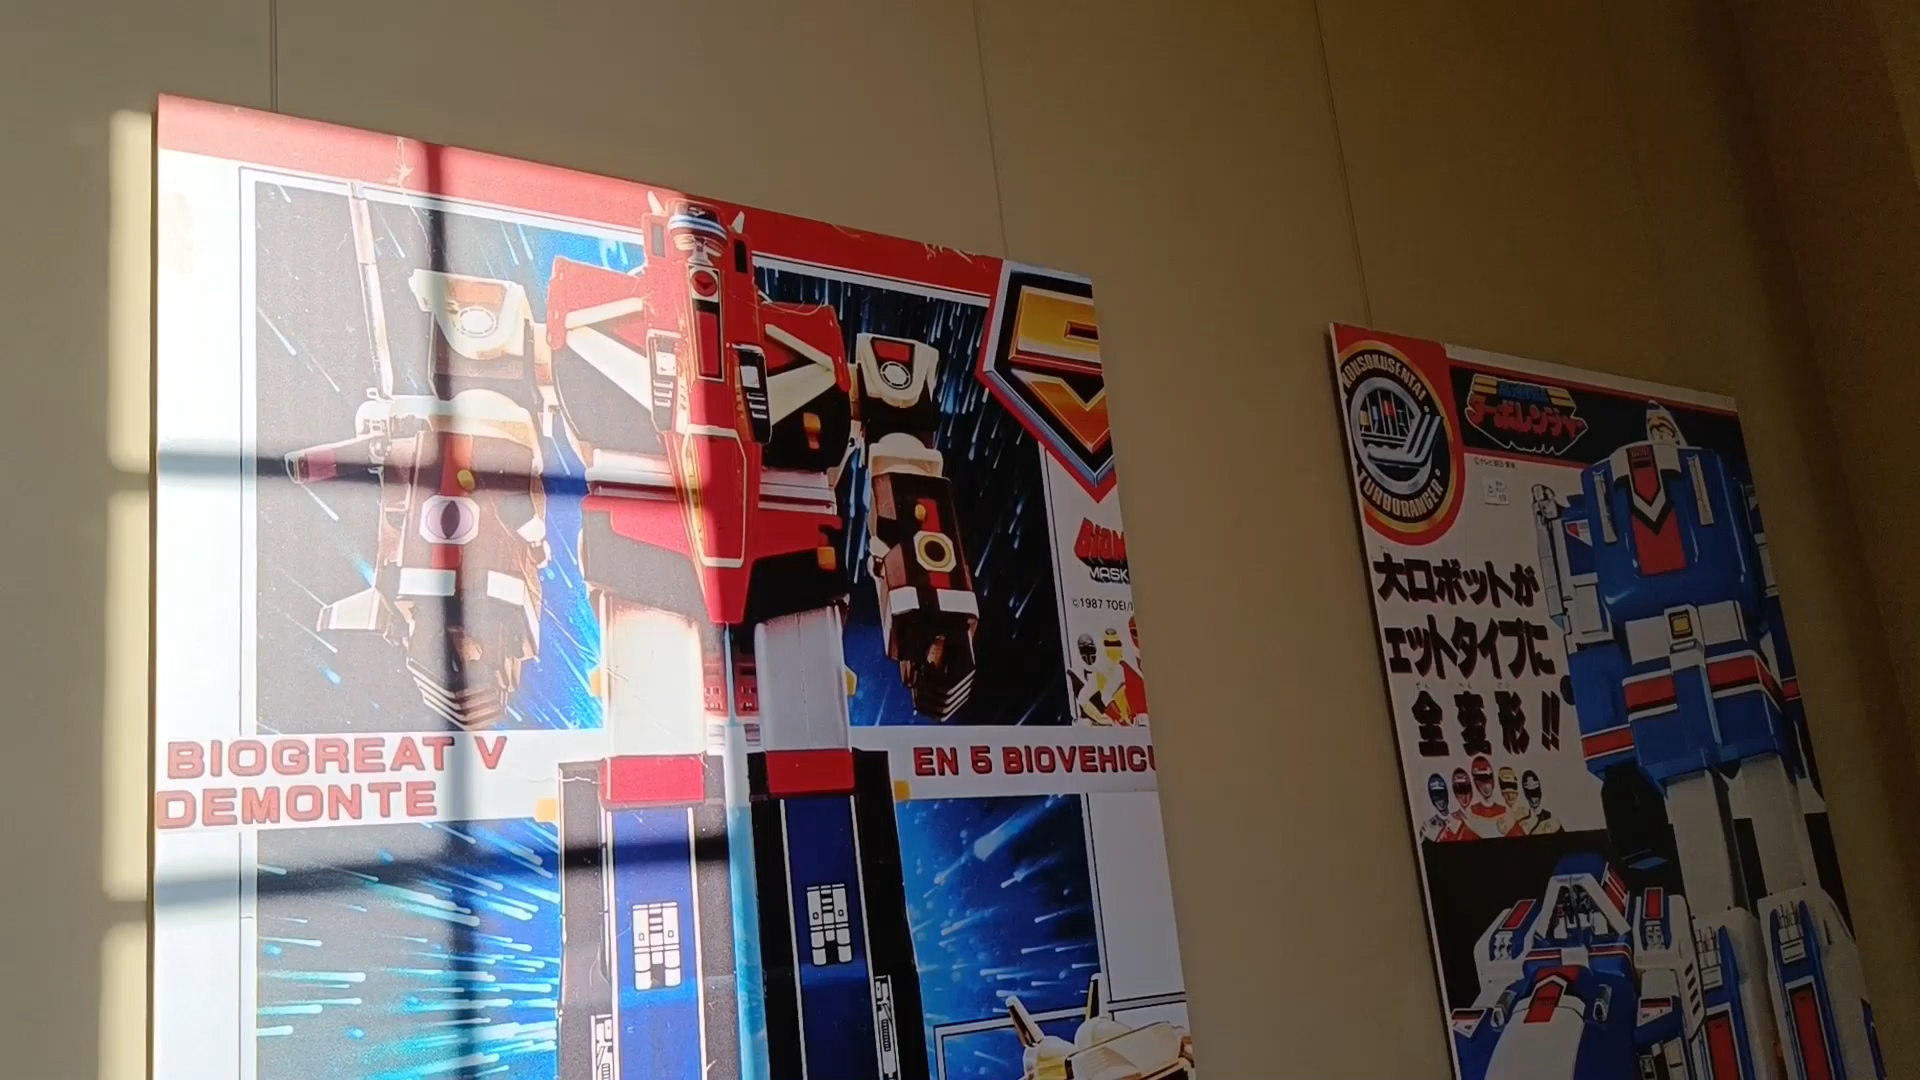 BIOGREAT V
DEMONTE
EN 5 BIOVEHICU
BIOM
MASK
©1987 TOEI/
KOUSOKUSENTAI
TURBORANGER
ターボレンジャー
大ロボットが
ェットタイプに
全変形!!